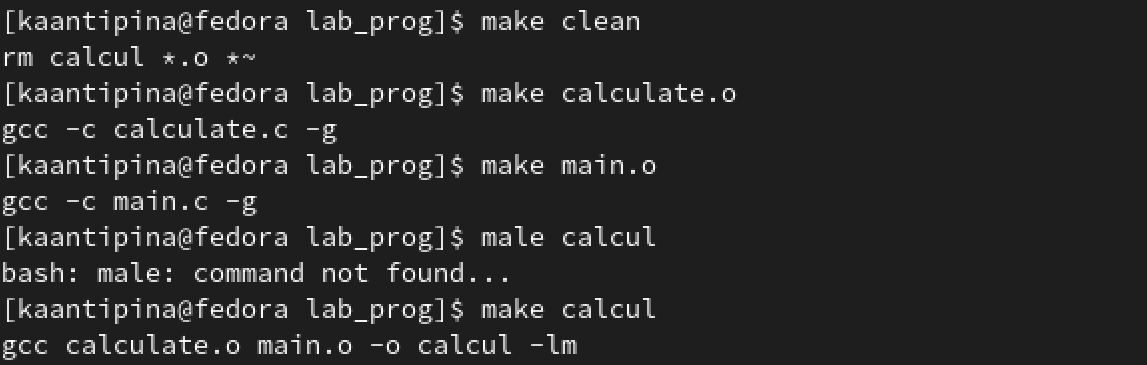 [kaantipina@fedora lab_prog]$ make clean
rm calcul *.o *~
[kaantipina@fedora lab_prog]$ make calculate.o
gcc -c calculate.c -g
[kaantipina@fedora lab_prog]$ make main.o
gcc -c main.c -g
[kaantipina@fedora lab_prog]$ male calcul
bash: male: command not found...
[kaantipina@fedora lab_prog]$ make calcul
gcc calculate.o main.o -o calcul -lm